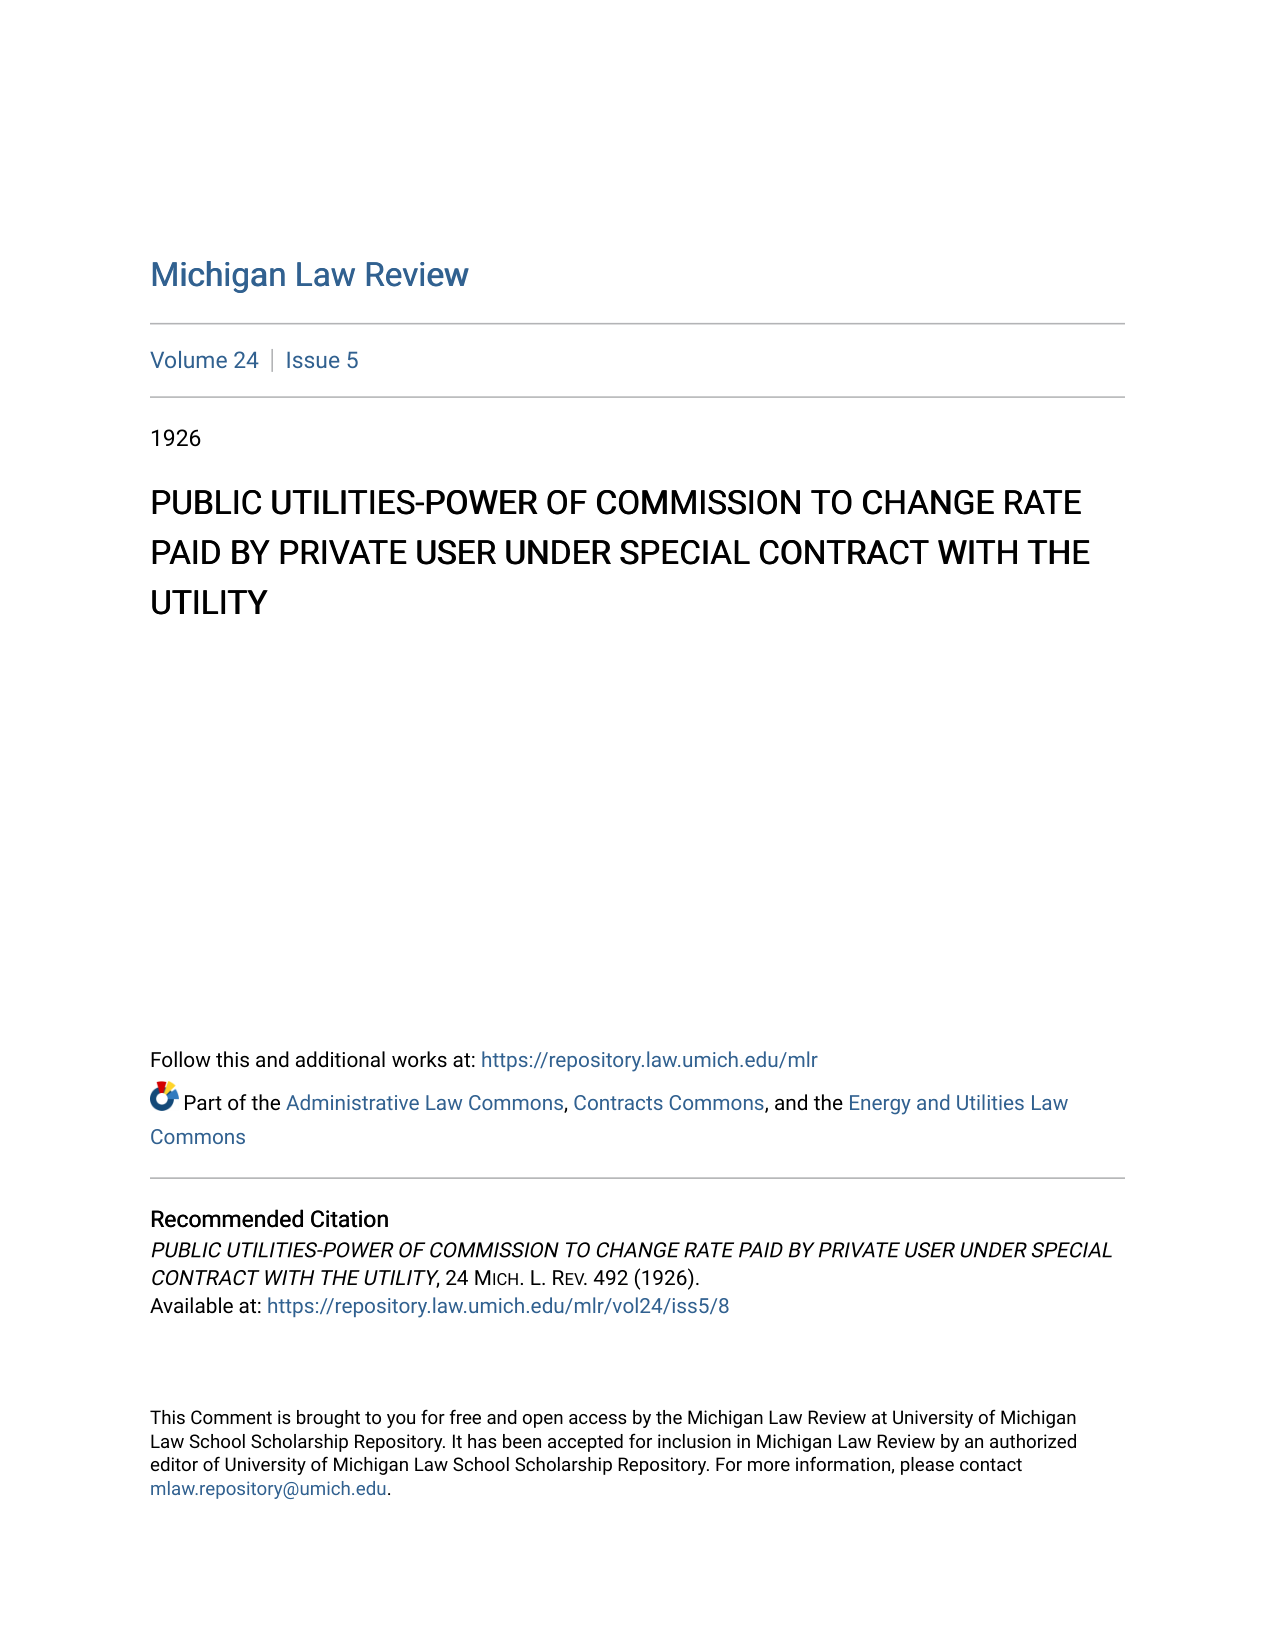 Michigan Law Review
Volume 24 | Issue 5
1926
PUBLIC UTILITIES-POWER OF COMMISSION TO CHANGE RATE
PAID BY PRIVATE USER UNDER SPECIAL CONTRACT WITH THE
UTILITY
Follow this and additional works at: https://repository.law.umich.edu/mlr
Part of the Administrative Law Commons, Contracts Commons, and the Energy and Utilities Law
Commons
Recommended Citation
PUBLIC UTILITIES-POWER OF COMMISSION TO CHANGE RATE PAID BY PRIVATE USER UNDER SPECIAL
CONTRACT WITH THE UTILITY, 24 MICH. L. REV. 492 (1926).
Available at: https://repository.law.umich.edu/mlr/vol24/iss5/8
This Comment is brought to you for free and open access by the Michigan Law Review at University of Michigan
Law School Scholarship Repository. It has been accepted for inclusion in Michigan Law Review by an authorized
editor of University of Michigan Law School Scholarship Repository. For more information, please contact
mlaw.repository@umich.edu.